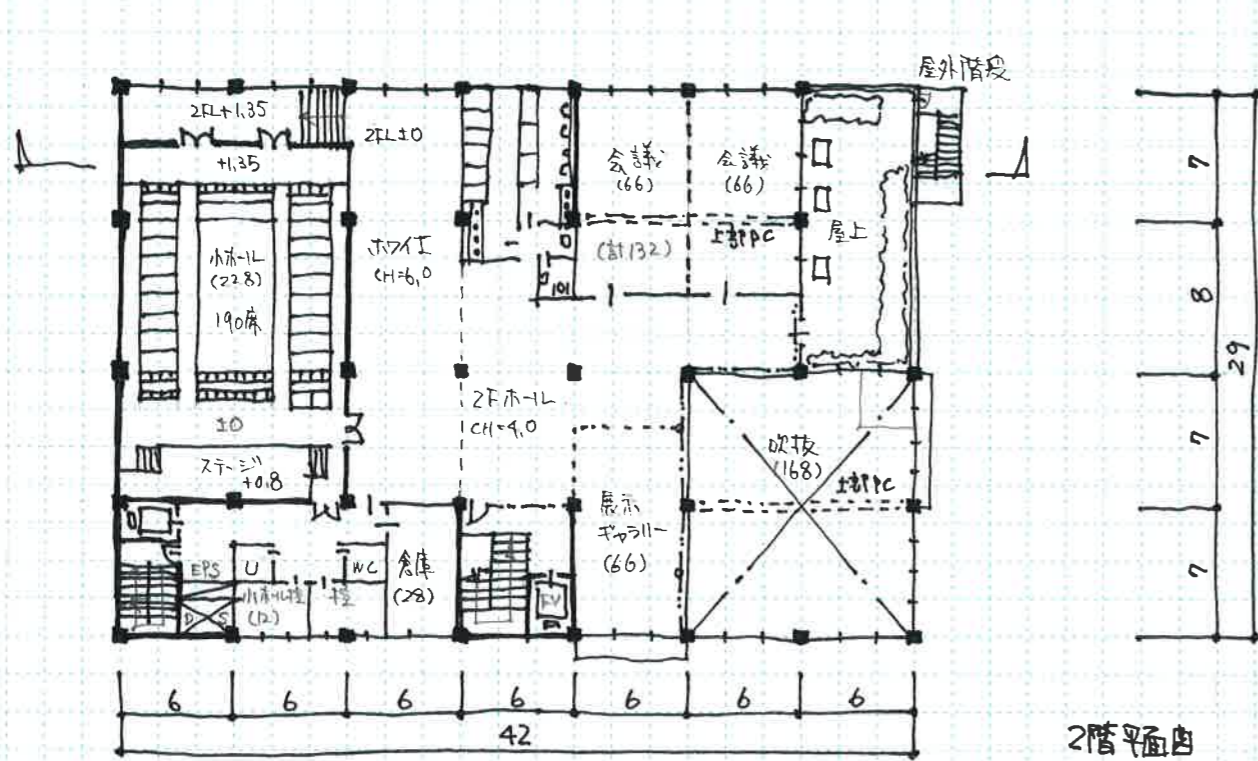 屋外階段
2FL+1.35
+1.35
2FL±0
小ホール
(228)
190席
ホワイエ
CH=6.0
会議
(66)
会議
(66)
上部PC
(計132)
屋上
2Fホール
CH=4.0
±0
ステージ
+0.8
吹抜
(168)
上部PC
展示
ギャラリー
(66)
EPS
U
WC
倉庫
(28)
小ホール控
(12)
控
D
S
EV
7
8
7
7
29
6
6
6
6
6
6
6
42
2階平面図